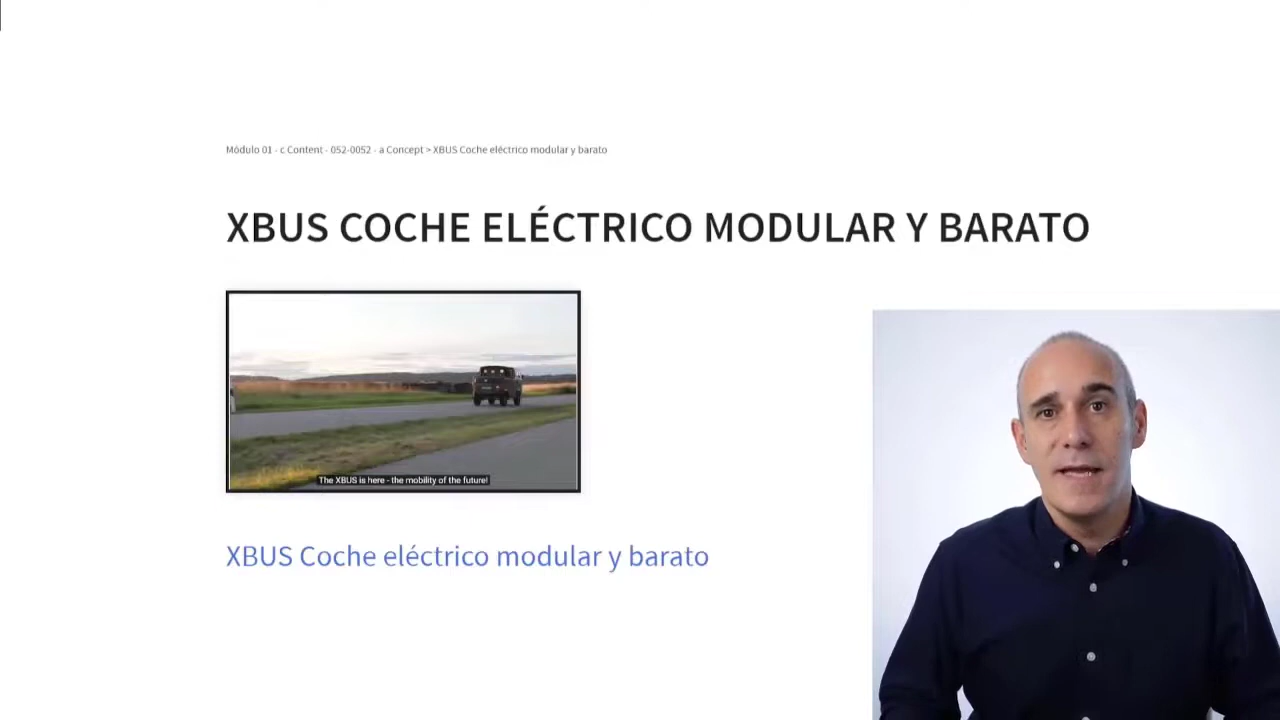 Módulo 01 - c Content - 052-0052 - a Concept > XBUS Coche eléctrico modular y barato
XBUS COCHE ELÉCTRICO MODULAR Y BARATO
The XBUS is here - the mobility of the future!
XBUS Coche eléctrico modular y barato